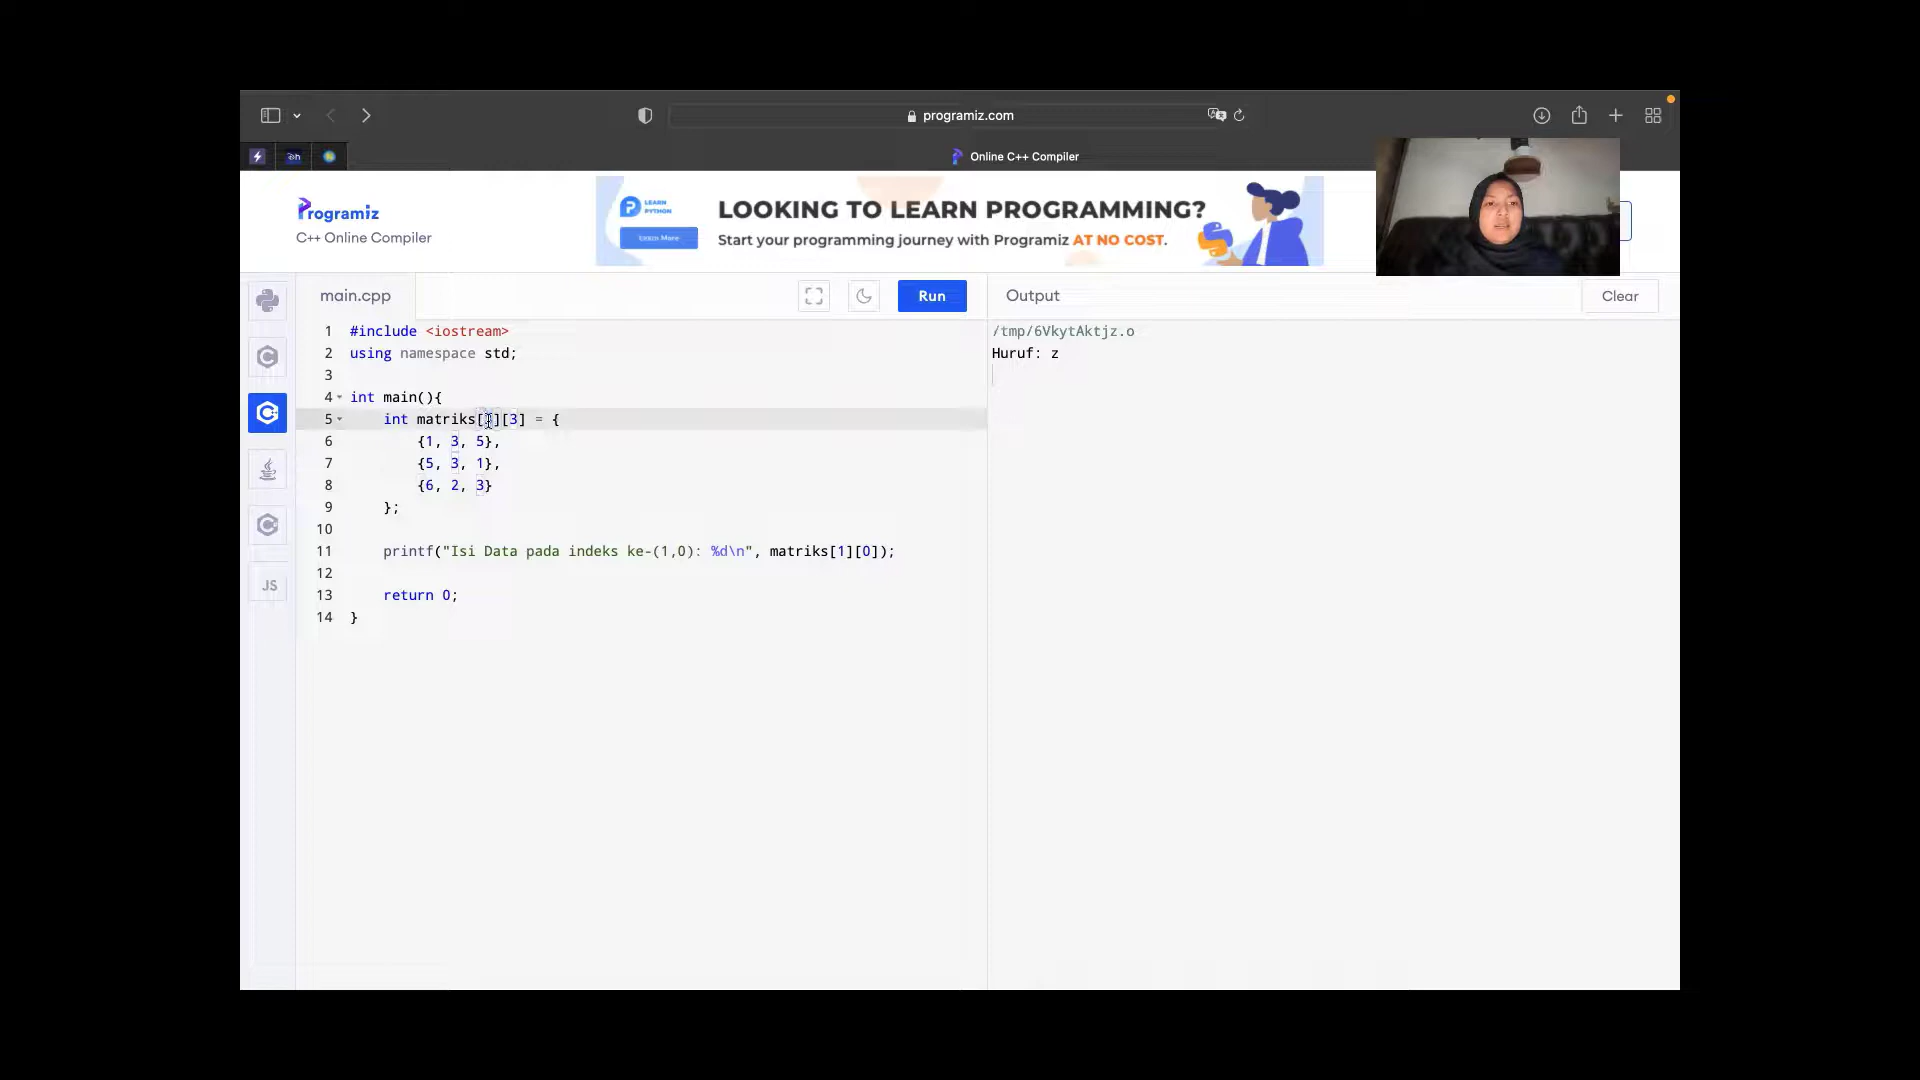 programiz.com
Online C++ Compiler
Programiz
C++ Online Compiler
LEARN
PYTHON
Learn More
LOOKING TO LEARN PROGRAMMING?
Start your programming journey with Programiz AT NO COST.
main.cpp
Run
Output
Clear
1 #include <iostream>
2 using namespace std;
3
4 int main(){
5 int matriks[3][3] = {
6 {1, 3, 5},
7 {5, 3, 1},
8 {6, 2, 3}
9 };
10
11 printf("Isi Data pada indeks ke-(1,0): %d\n", matriks[1][0]);
12
13 return 0;
14 }
JS
/tmp/6VkytAktjz.o
Huruf: z